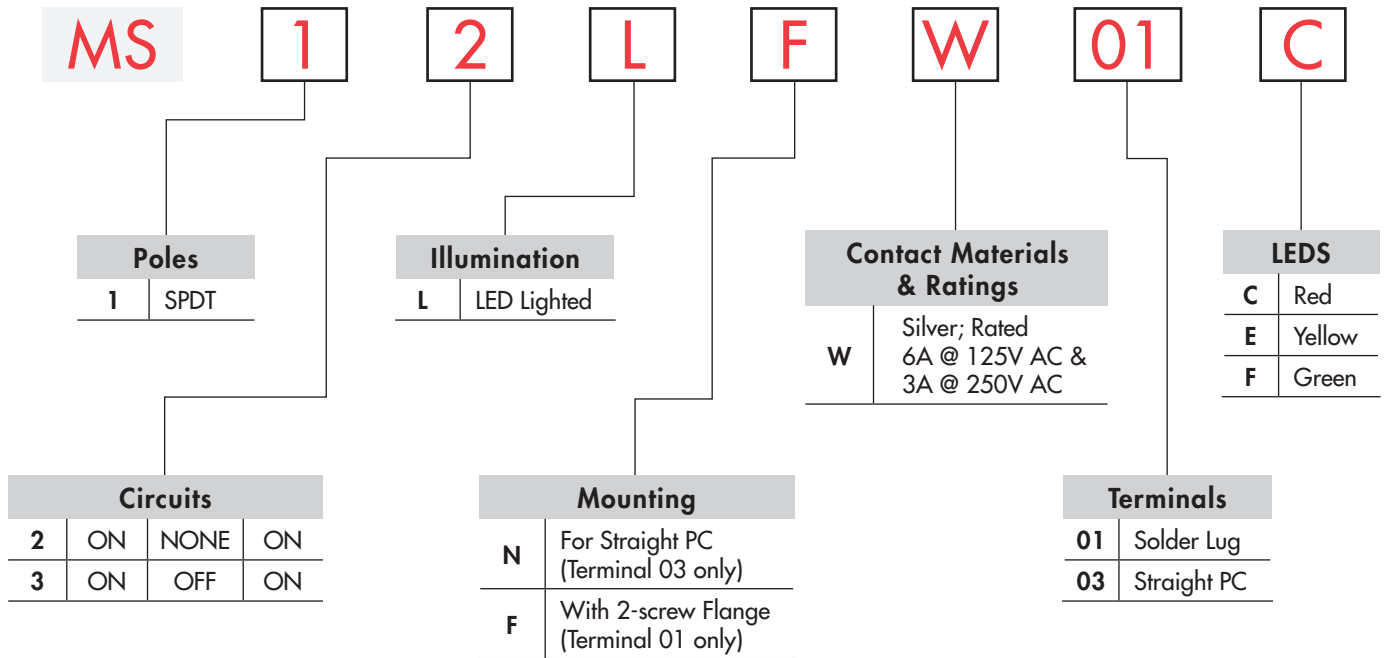 MS 1 2 L F W 01 C
Poles
1 SPDT
Illumination
L LED Lighted
Contact Materials
& Ratings
W Silver; Rated
6A @ 125V AC &
3A @ 250V AC
LEDS
C Red
E Yellow
F Green
Circuits
2 ON NONE ON
3 ON OFF ON
Mounting
N For Straight PC
(Terminal 03 only)
F With 2-screw Flange
(Terminal 01 only)
Terminals
01 Solder Lug
03 Straight PC